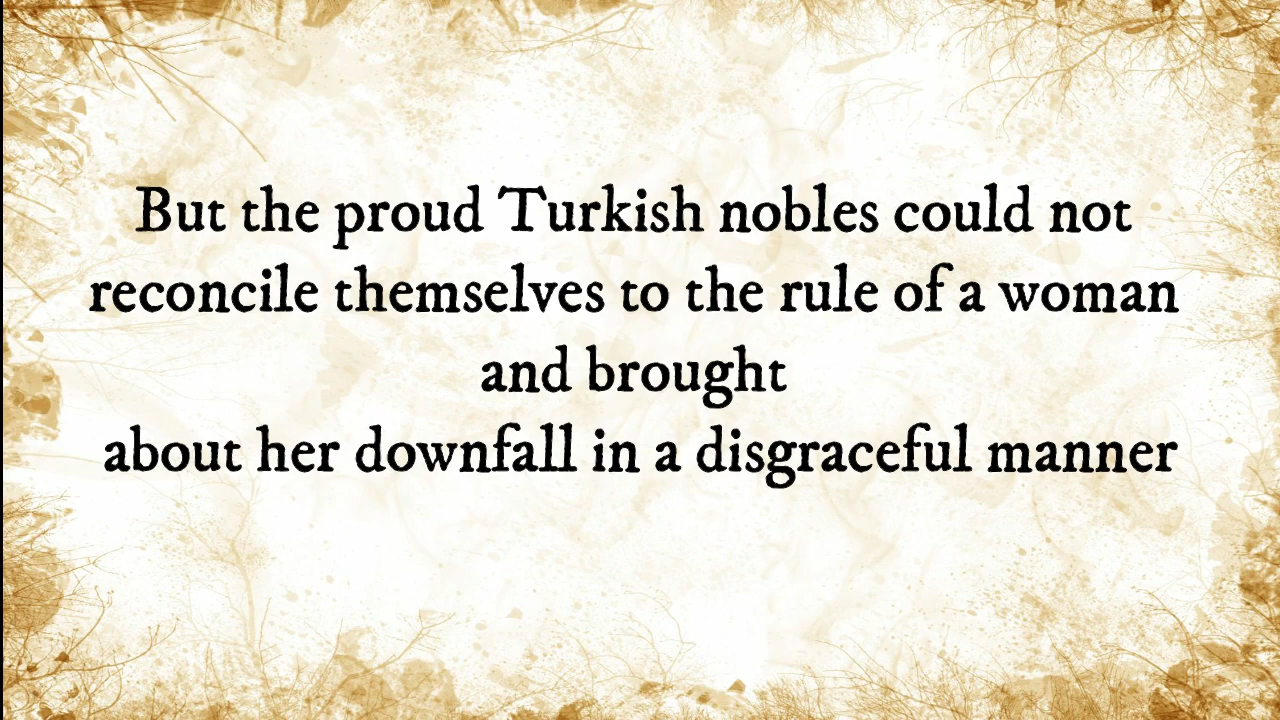 But the proud Turkish nobles could not
reconcile themselves to the rule of a woman
and brought
about her downfall in a disgraceful manner